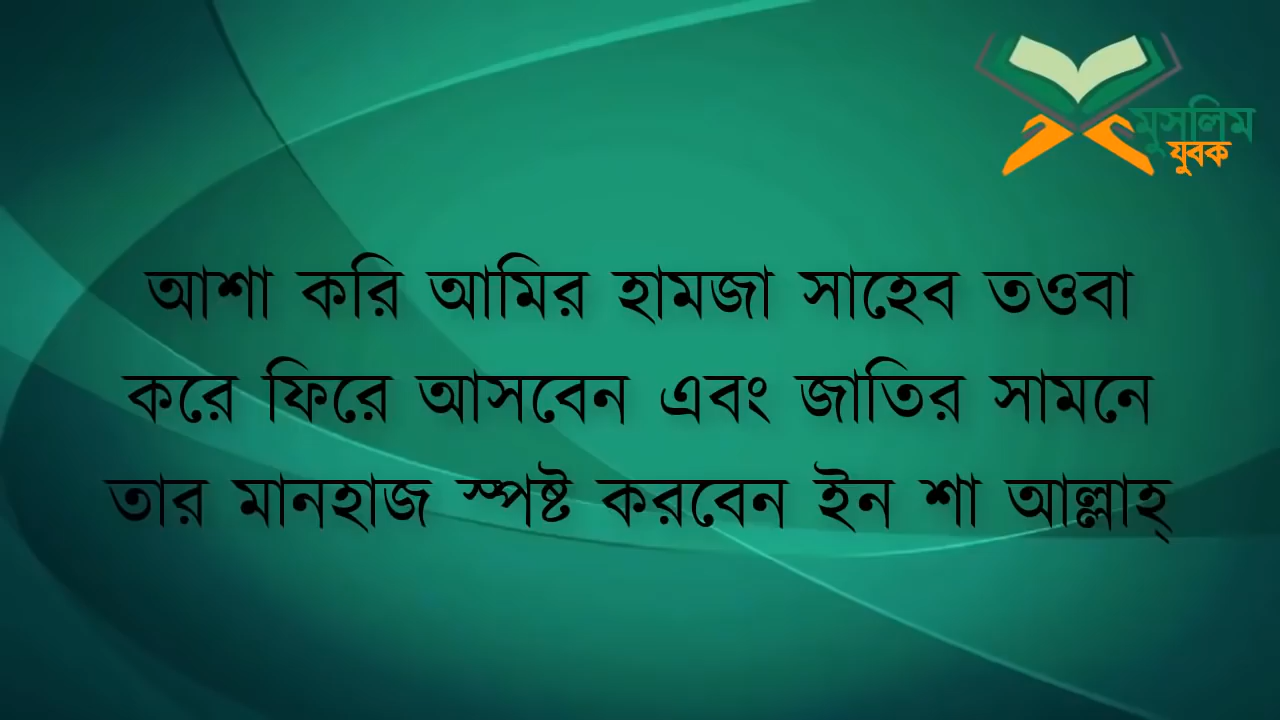 মুসলিম
যুবক
আশা করি আমির হামজা সাহেব তওবা
করে ফিরে আসবেন এবং জাতির সামনে
তার মানহাজ স্পষ্ট করবেন ইন শা আল্লাহ্